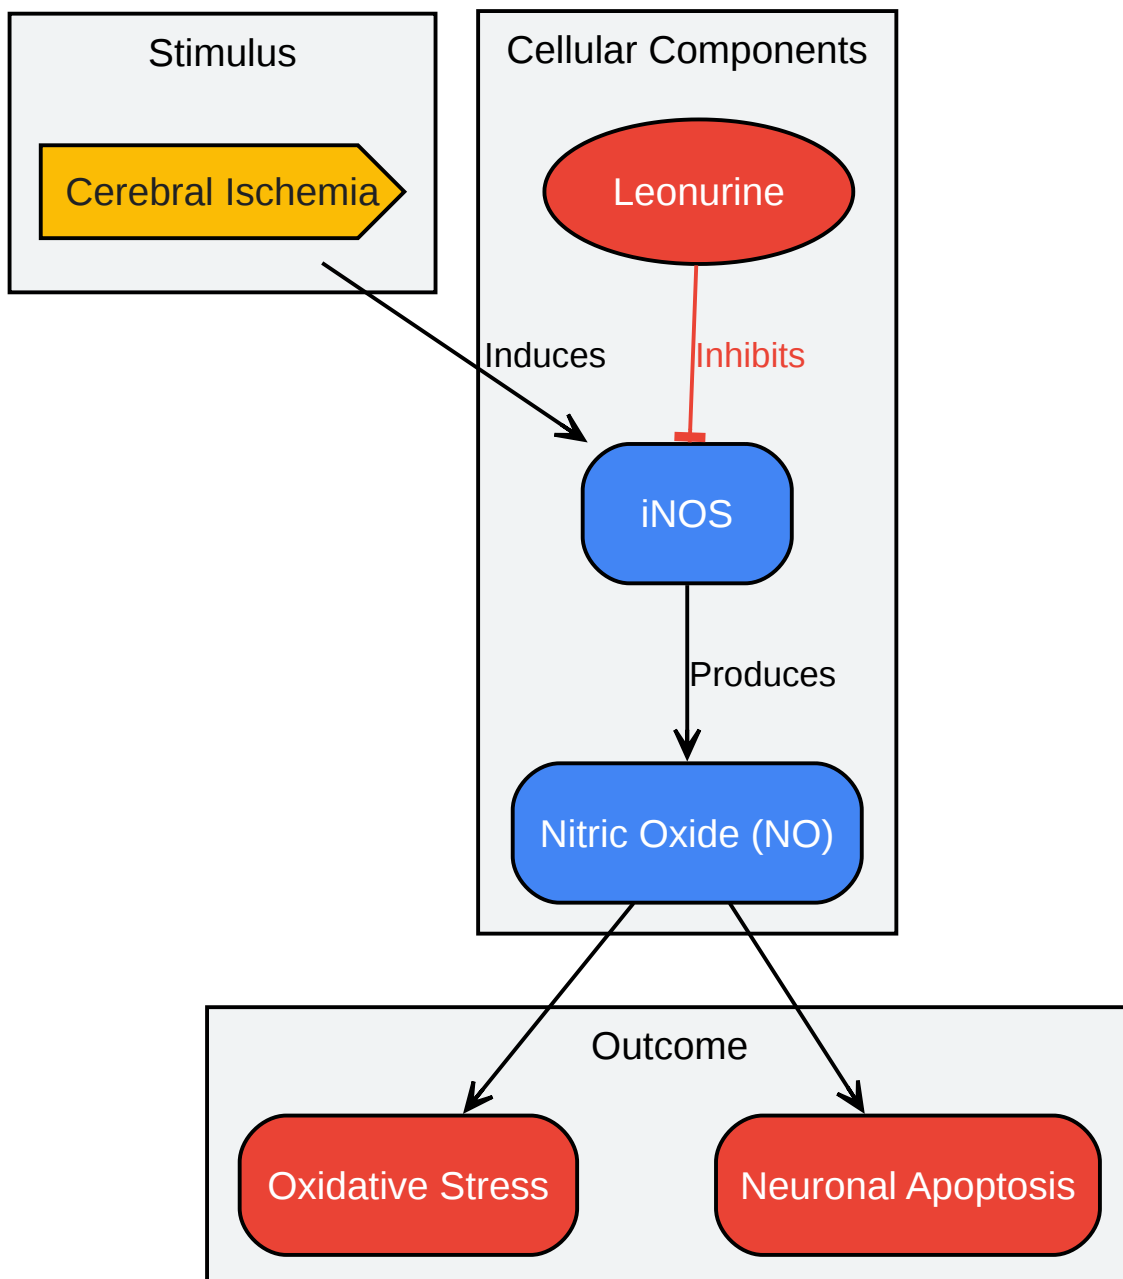 Stimulus
Cellular Components
Cerebral Ischemia
Leonurine
Induces
Inhibits
iNOS
Produces
Nitric Oxide (NO)
Outcome
Oxidative Stress
Neuronal Apoptosis